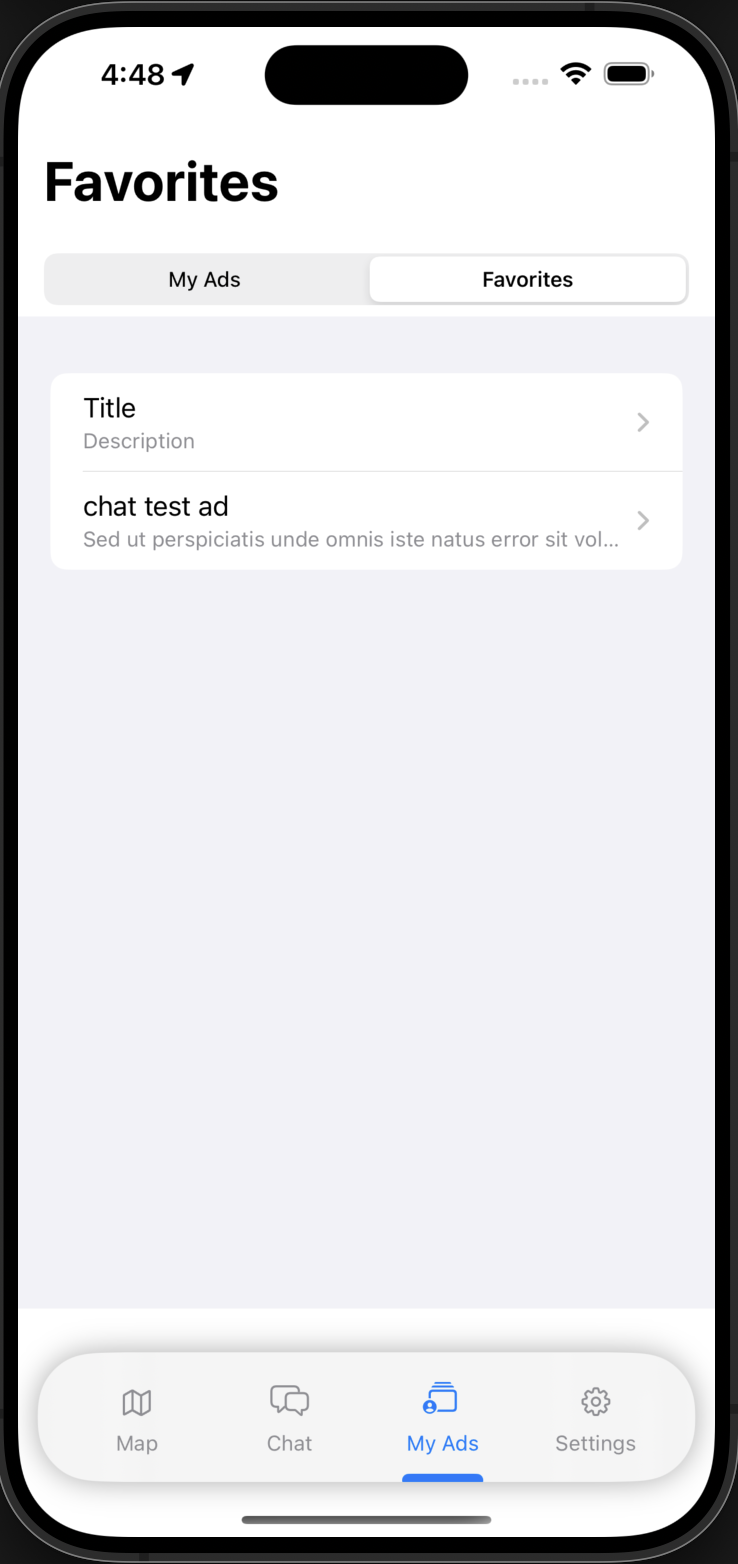 4:48
Favorites
My Ads
Favorites
Title
Description
chat test ad
Sed ut perspiciatis unde omnis iste natus error sit vol...
Map
Chat
My Ads
Settings